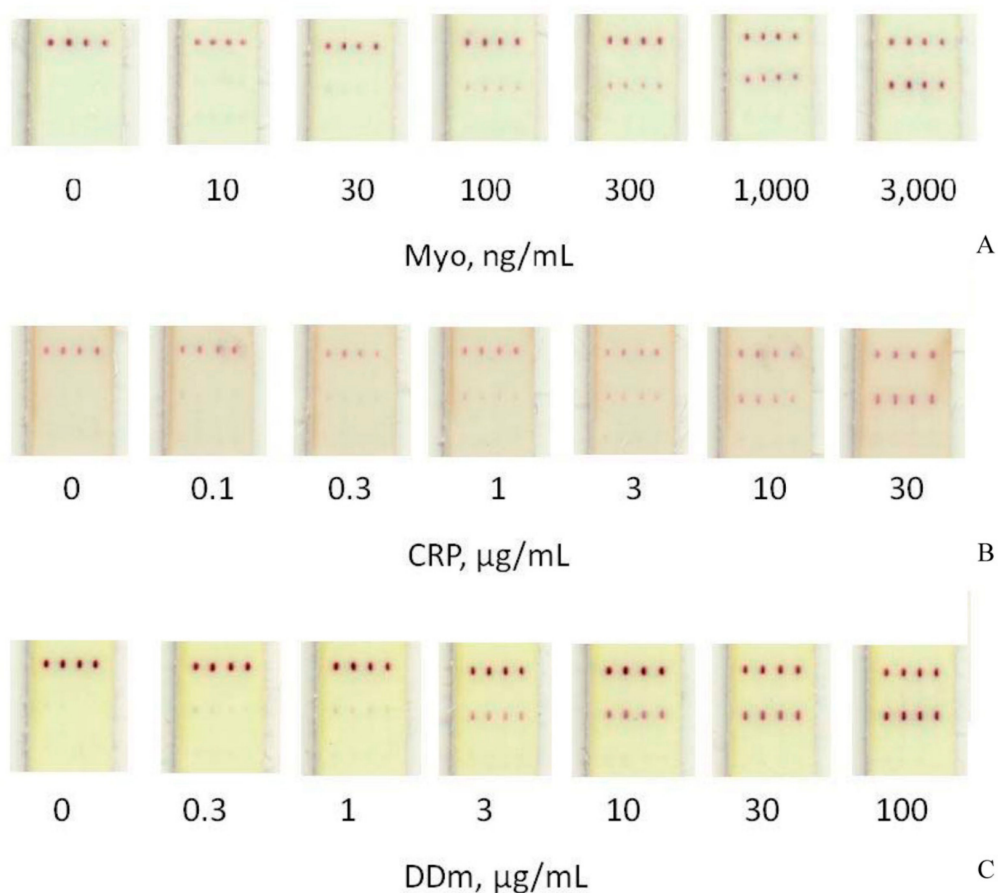 0 10 30 100 300 1,000 3,000
Myo, ng/mL
A
0 0.1 0.3 1 3 10 30
CRP, µg/mL
B
0 0.3 1 3 10 30 100
DDm, µg/mL
C